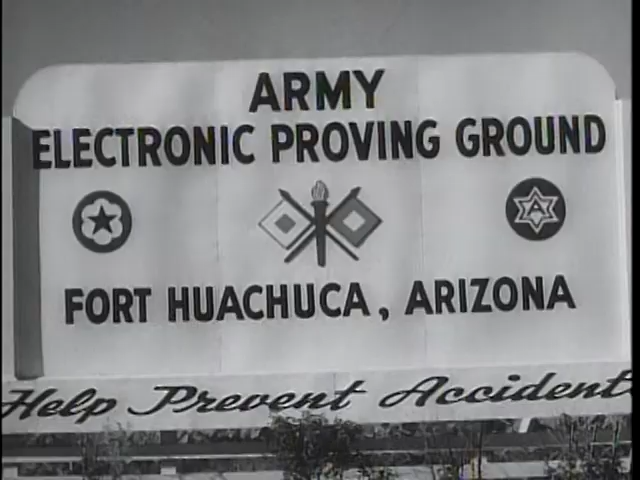 ARMY
ELECTRONIC PROVING GROUND
A
FORT HUACHUCA, ARIZONA
Help Prevent Accident